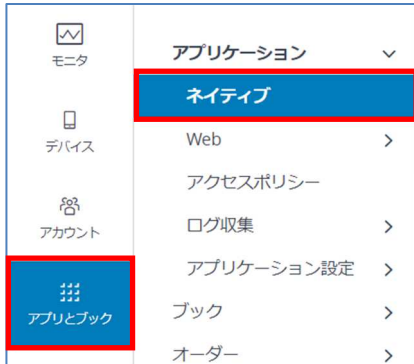 モニタ
デバイス
アカウント
アプリとブック
アプリケーション
ネイティブ
Web
アクセスポリシー
ログ収集
アプリケーション設定
ブック
オーダー